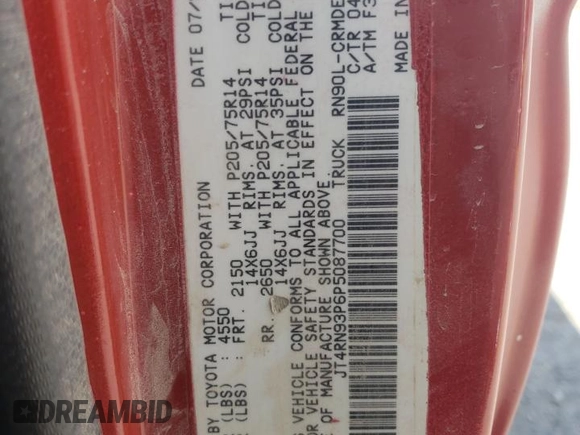 DATE 07/
BY TOYOTA MOTOR CORPORATION
(LBS) : 4550
(LBS) : FRT. 2150 WITH P205/75R14 TI
14X6JJ RIMS. AT 29PSI COLD
RR. 2650 WITH P205/75R14 TI
14X6JJ RIMS. AT 35PSI COLD
VEHICLE CONFORMS TO ALL APPLICABLE FEDERAL
VEHICLE SAFETY STANDARDS IN EFFECT ON THE
OF MANUFACTURE SHOWN ABOVE.
JT4RN93P6P5087700 TRUCK RN90L-CRMDE
C/TR 04
A/TM F3
DREAMBID